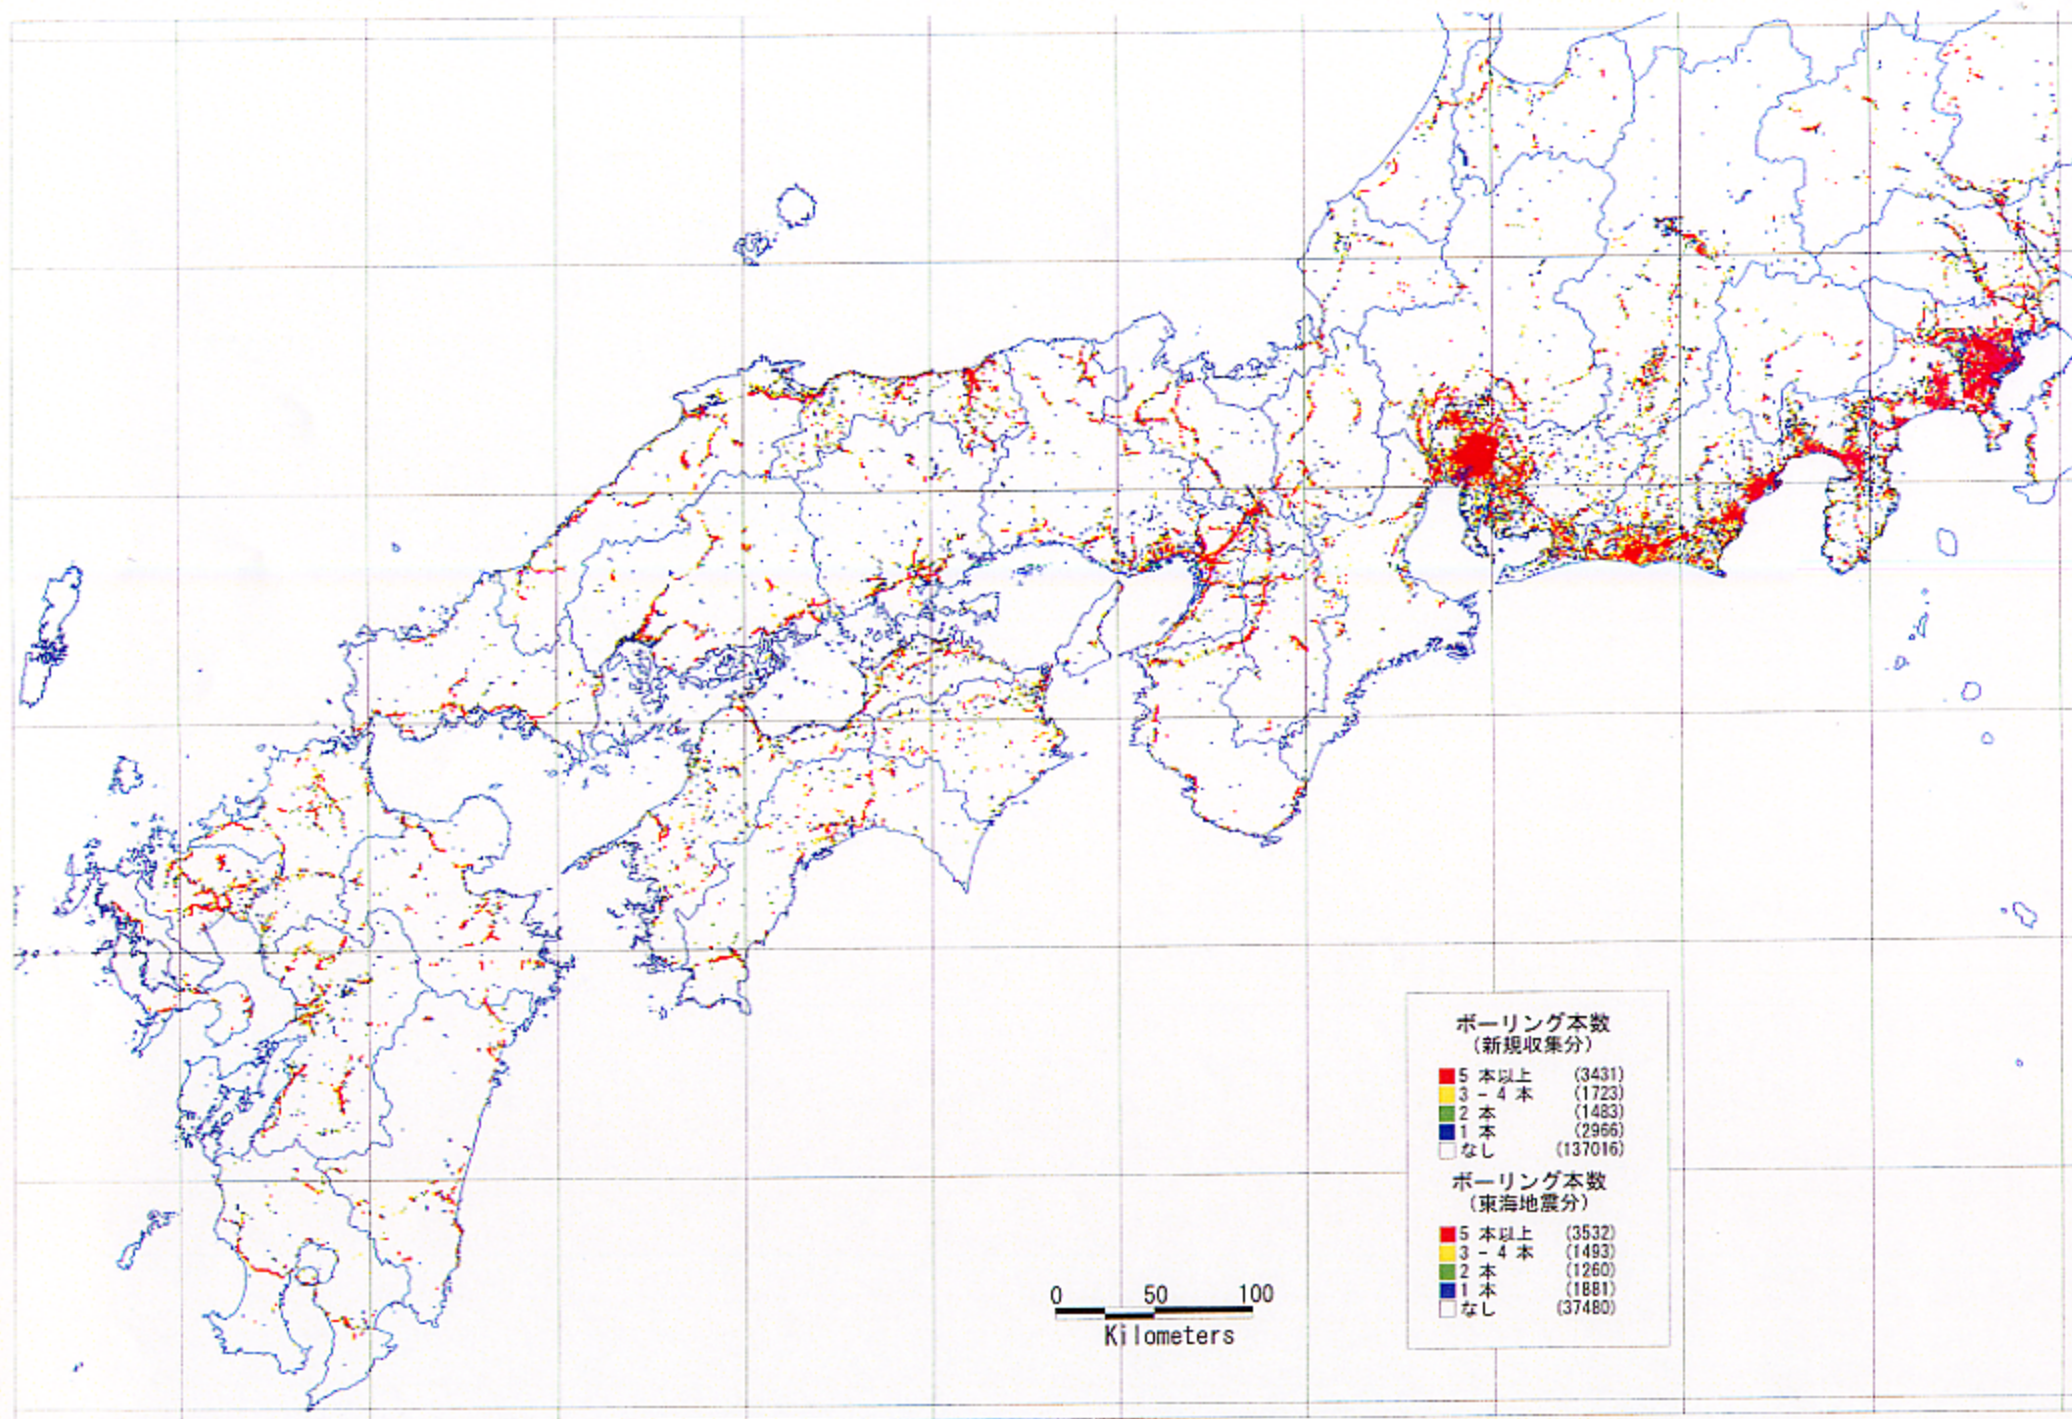 ボーリング本数
(新規収集分)
5 本以上 (3431)
3 - 4 本 (1723)
2 本 (1483)
1 本 (2966)
なし (137016)
ボーリング本数
(東海地震分)
5 本以上 (3532)
3 - 4 本 (1493)
2 本 (1260)
1 本 (1881)
なし (37480)
0 50 100
Kilometers